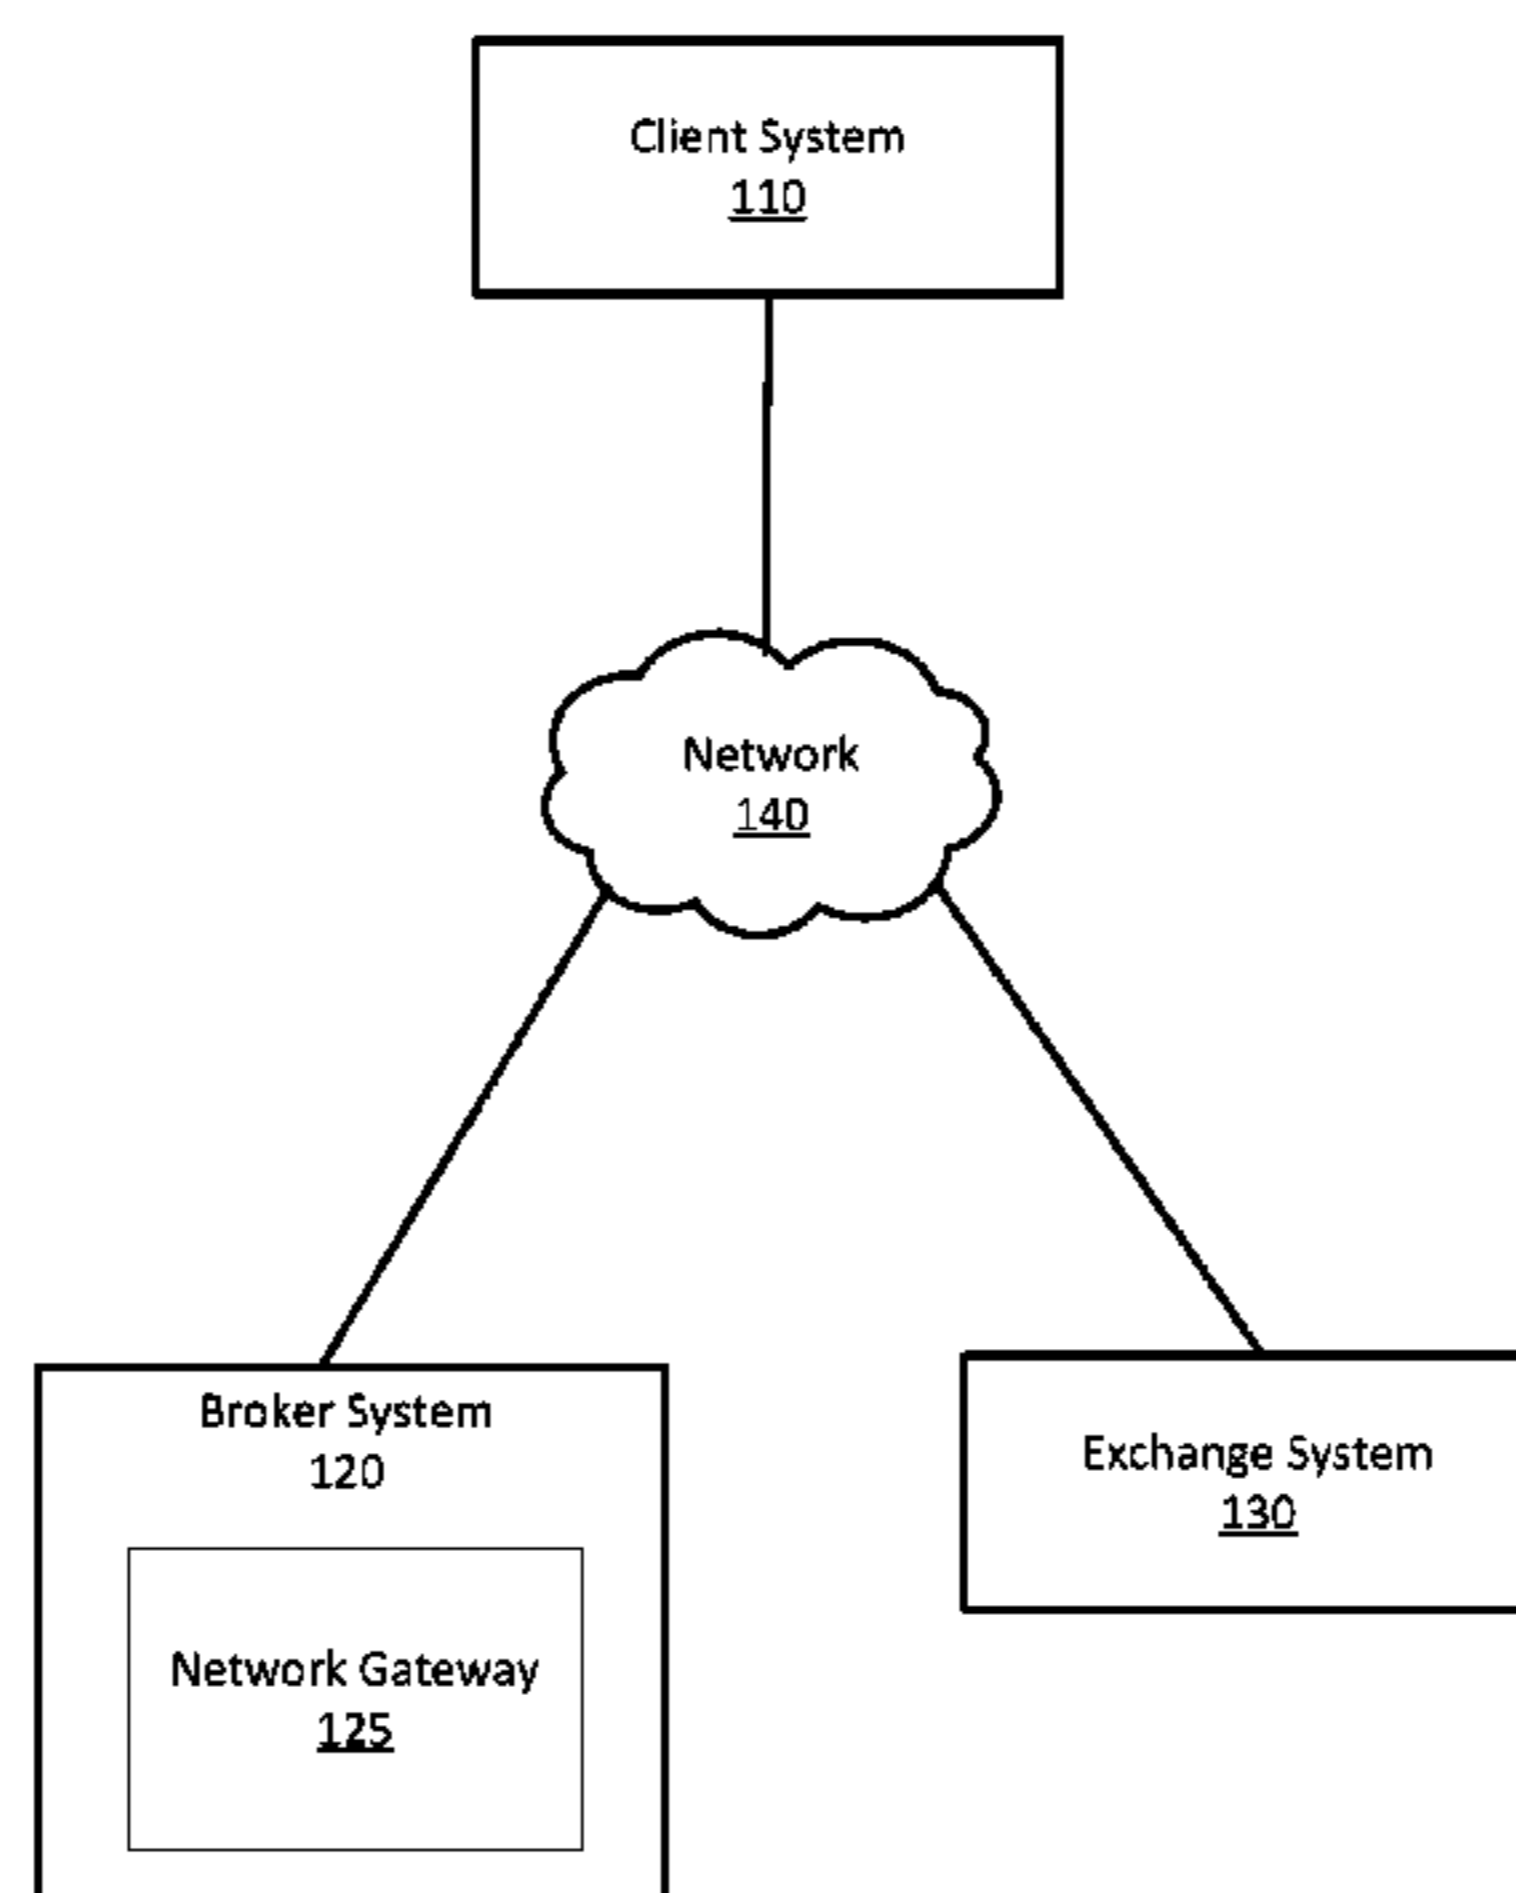 Client System
110
Network
140
Broker System
120
Exchange System
130
Network Gateway
125